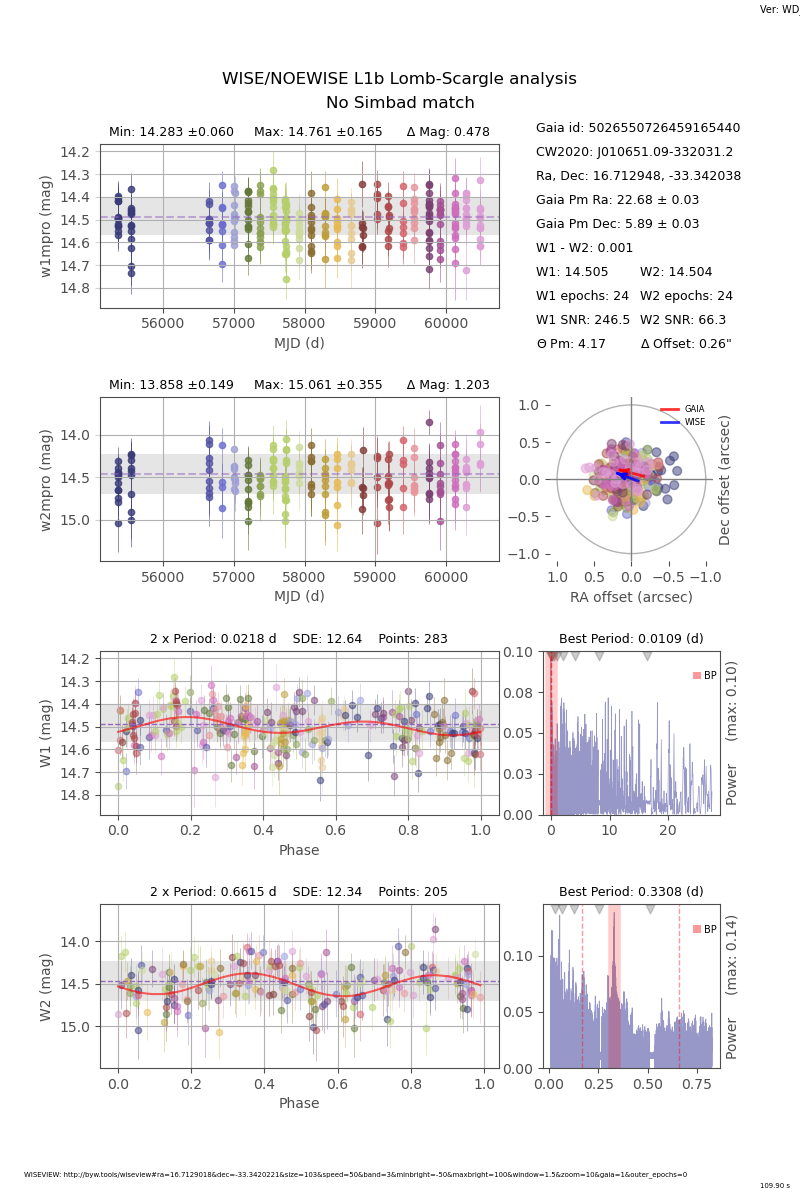 Ver: WD_
WISE/NOEWISE L1b Lomb-Scargle analysis
No Simbad match
Min: 14.283 ±0.060 Max: 14.761 ±0.165 Δ Mag: 0.478
14.2
14.3
14.4
14.5
14.6
14.7
14.8
w1mpro (mag)
56000 57000 58000 59000 60000
MJD (d)
Gaia id: 5026550726459165440
CW2020: J010651.09-332031.2
Ra, Dec: 16.712948, -33.342038
Gaia Pm Ra: 22.68 ± 0.03
Gaia Pm Dec: 5.89 ± 0.03
W1 - W2: 0.001
W1: 14.505 W2: 14.504
W1 epochs: 24 W2 epochs: 24
W1 SNR: 246.5 W2 SNR: 66.3
Θ Pm: 4.17 Δ Offset: 0.26"
Min: 13.858 ±0.149 Max: 15.061 ±0.355 Δ Mag: 1.203
14.0
14.5
15.0
w2mpro (mag)
56000 57000 58000 59000 60000
MJD (d)
GAIA
WISE
1.0
0.5
0.0
−0.5
−1.0
Dec offset (arcsec)
1.0 0.5 0.0 −0.5 −1.0
RA offset (arcsec)
2 x Period: 0.0218 d SDE: 12.64 Points: 283
14.2
14.3
14.4
14.5
14.6
14.7
14.8
W1 (mag)
0.0 0.2 0.4 0.6 0.8 1.0
Phase
Best Period: 0.0109 (d)
BP
0.10
0.08
0.05
0.03
0.00
Power (max: 0.10)
0 10 20
2 x Period: 0.6615 d SDE: 12.34 Points: 205
14.0
14.5
15.0
W2 (mag)
0.0 0.2 0.4 0.6 0.8 1.0
Phase
Best Period: 0.3308 (d)
BP
0.10
0.05
0.00
Power (max: 0.14)
0.00 0.25 0.50 0.75
WISEVIEW: http://byw.tools/wiseview#ra=16.7129018&dec=-33.3420221&size=103&speed=50&band=3&minbright=-50&maxbright=100&window=1.5&zoom=10&gaia=1&outer_epochs=0
109.90 s